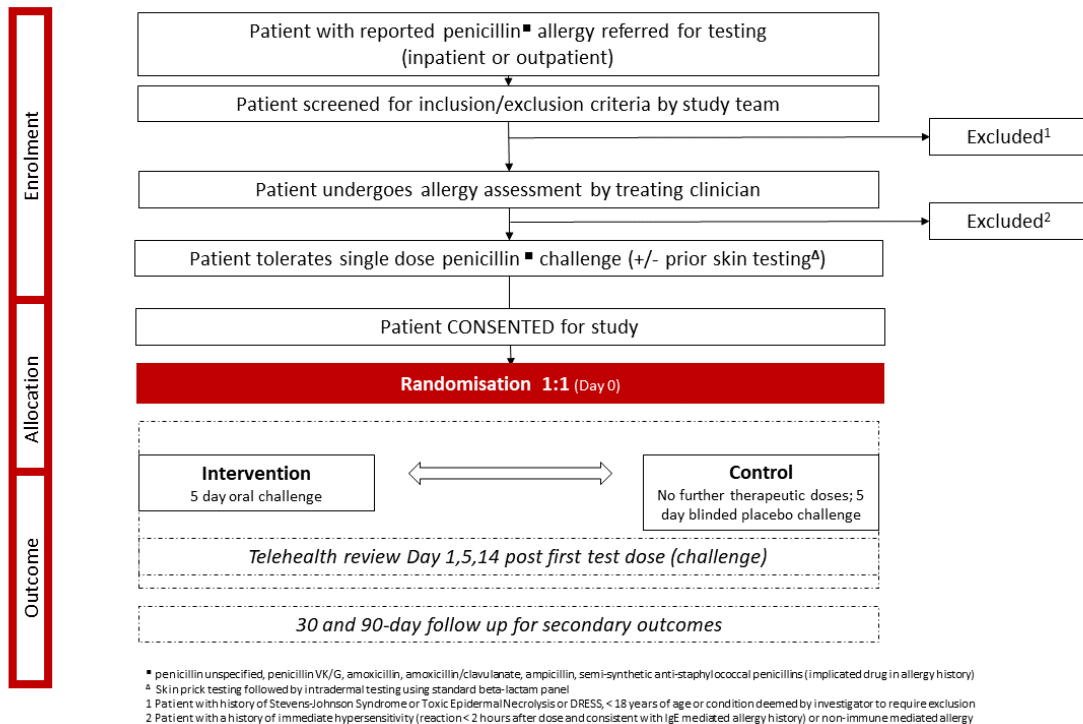 Enrolment
Patient with reported penicillin■ allergy referred for testing
(inpatient or outpatient)
Patient screened for inclusion/exclusion criteria by study team
Excluded1
Patient undergoes allergy assessment by treating clinician
Excluded2
Patient tolerates single dose penicillin ■ challenge (+/- prior skin testingΔ)
Allocation
Patient CONSENTED for study
Randomisation 1:1 (Day 0)
Intervention
5 day oral challenge
Control
No further therapeutic doses; 5
day blinded placebo challenge
Outcome
Telehealth review Day 1,5,14 post first test dose (challenge)
30 and 90-day follow up for secondary outcomes
■ penicillin unspecified, penicillin VK/G, amoxicillin, amoxicillin/clavulanate, ampicillin, semi-synthetic anti-staphylococcal penicillins (implicated drug in allergy history)
Δ Skin prick testing followed by intradermal testing using standard beta-lactam panel
1 Patient with history of Stevens-Johnson Syndrome or Toxic Epidermal Necrolysis or DRESS, < 18 years of age or condition deemed by investigator to require exclusion
2 Patient with a history of immediate hypersensitivity (reaction < 2 hours after dose and consistent with IgE mediated allergy history) or non-immune mediated allergy